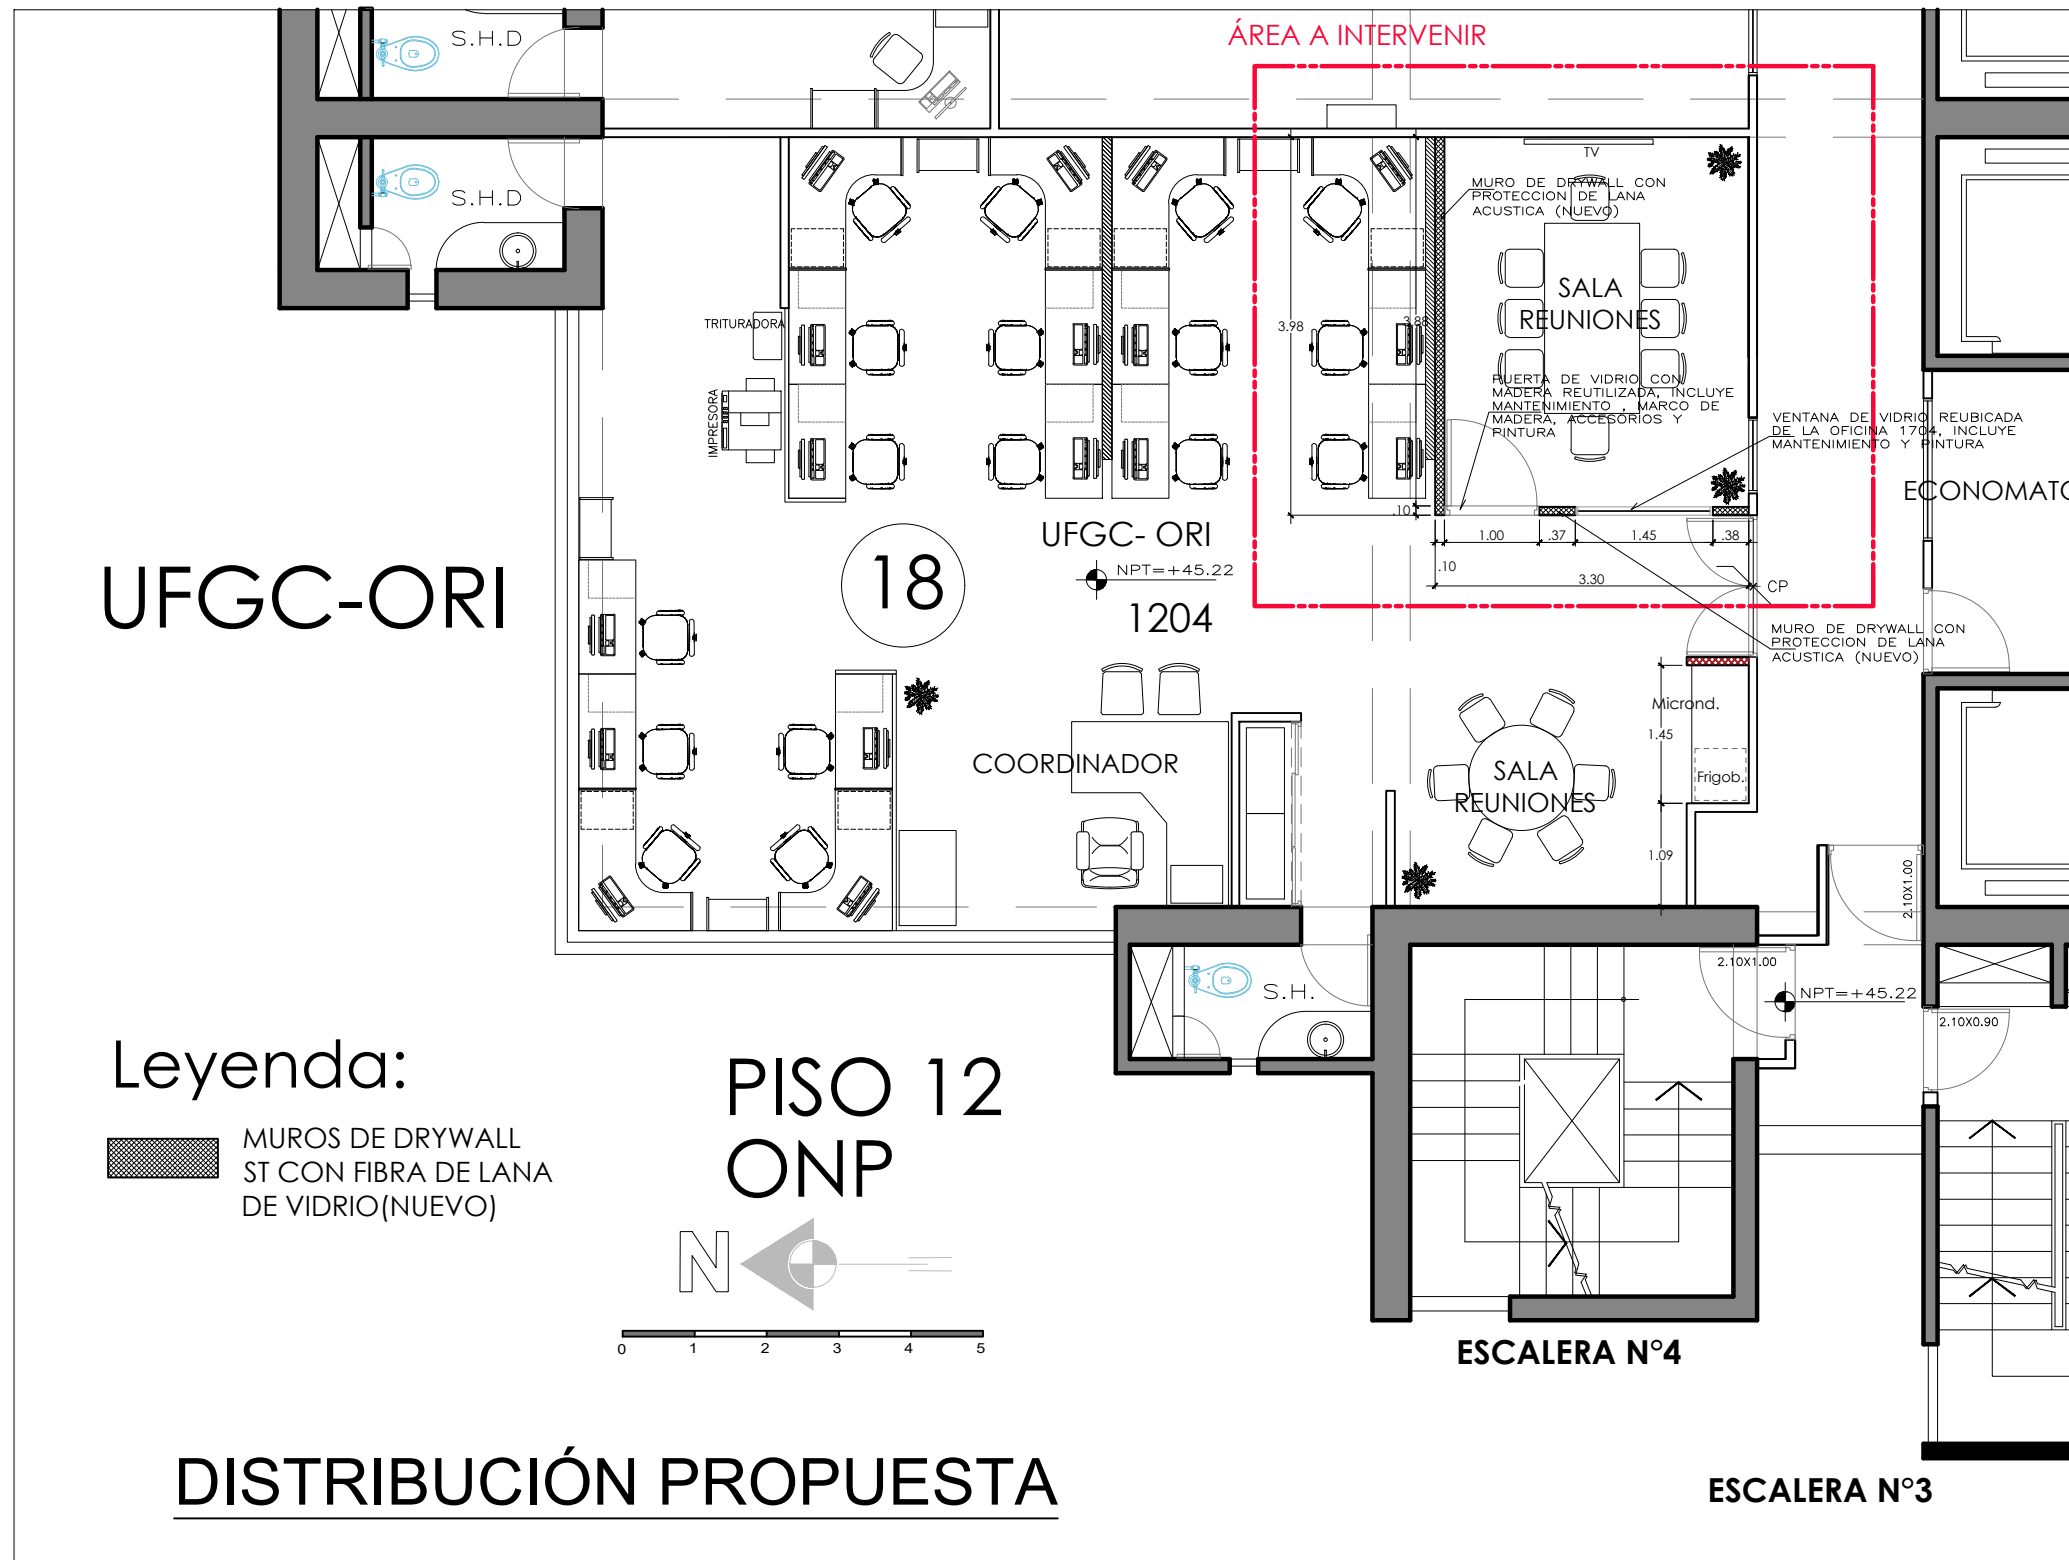 ÁREA A INTERVENIR
S.H.D
S.H.D
TV
MURO DE DRYWALL CON
PROTECCION DE LANA
ACUSTICA (NUEVO)
SALA
REUNIONES
TRITURADORA
IMPRESORA
3.98
3.88
PUERTA DE VIDRIO CON
MADERA REUTILIZADA, INCLUYE
MANTENIMIENTO , MARCO DE
MADERA, ACCESORIOS Y
PINTURA
VENTANA DE VIDRIO REUBICADA
DE LA OFICINA 1704, INCLUYE
MANTENIMIENTO Y PINTURA
ECONOMATO
.10
1.00
.37
1.45
.38
.10
3.30
CP
UFGC-ORI
18
UFGC- ORI
NPT=+45.22
1204
MURO DE DRYWALL CON
PROTECCION DE LANA
ACUSTICA (NUEVO)
Microond.
1.45
Frigob.
1.09
COORDINADOR
SALA
REUNIONES
2.10X1.00
2.10X1.00
S.H.
NPT=+45.22
2.10X0.90
Leyenda:
MUROS DE DRYWALL
ST CON FIBRA DE LANA
DE VIDRIO(NUEVO)
PISO 12
ONP
N
0 1 2 3 4 5
ESCALERA N°4
DISTRIBUCIÓN PROPUESTA
ESCALERA N°3